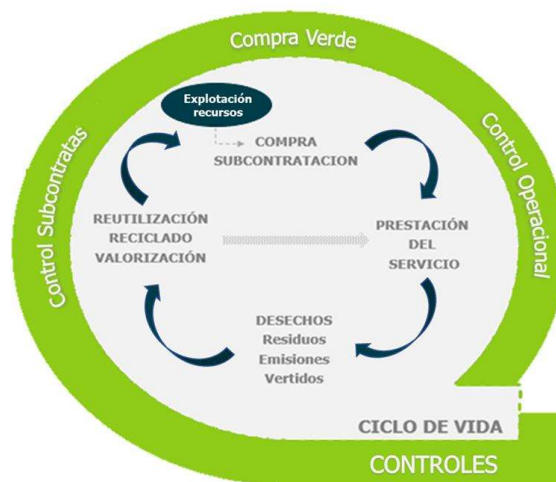 Compra Verde
Explotación
recursos
COMPRA
SUBCONTRATACION
Control Subcontratas
Control Operacional
REUTILIZACIÓN
RECICLADO
VALORIZACIÓN
PRESTACIÓN
DEL
SERVICIO
DESECHOS
Residuos
Emisiones
Vertidos
CICLO DE VIDA
CONTROLES